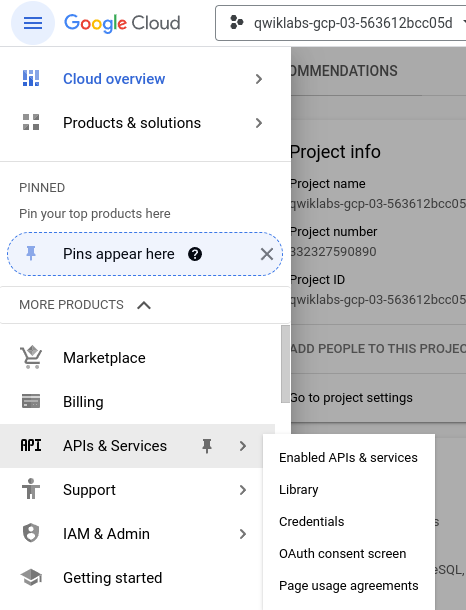 Google Cloud
qwiklabs-gcp-03-563612bcc05d
Cloud overview
Products & solutions
PINNED
Pin your top products here
Pins appear here
MORE PRODUCTS
Marketplace
Billing
API APIs & Services
Support
IAM & Admin
Getting started
OMMENDATIONS
Project info
Project name
qwiklabs-gcp-03-563612bcc05
Project number
332327590890
Project ID
qwiklabs-gcp-03-563612bcc05
ADD PEOPLE TO THIS PROJEC
Go to project settings
Enabled APIs & services
Library
Credentials
OAuth consent screen
Page usage agreements
s
eSQL,